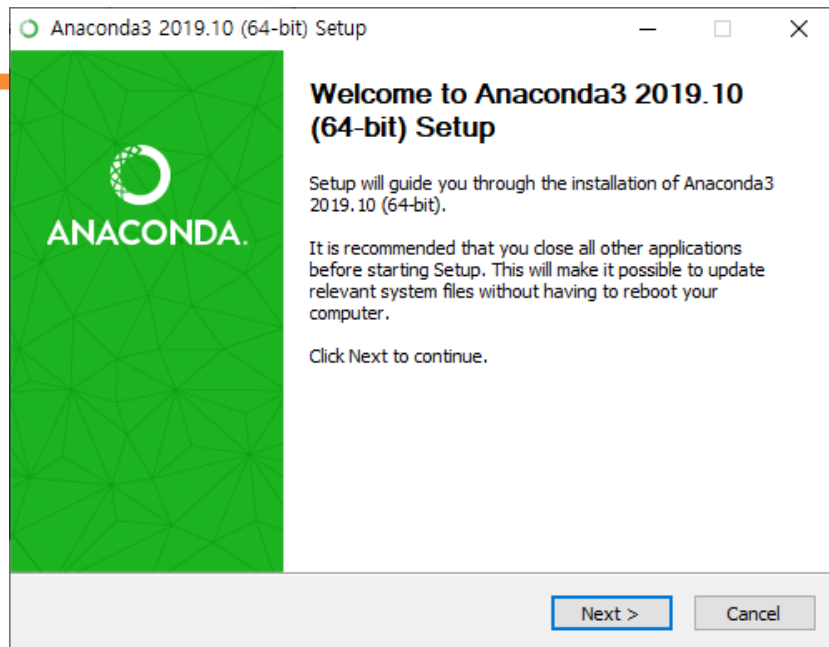 Anaconda3 2019.10 (64-bit) Setup
Welcome to Anaconda3 2019.10
(64-bit) Setup
Setup will guide you through the installation of Anaconda3
2019.10 (64-bit).
It is recommended that you close all other applications
before starting Setup. This will make it possible to update
relevant system files without having to reboot your
computer.
Click Next to continue.
ANACONDA.
Next >
Cancel